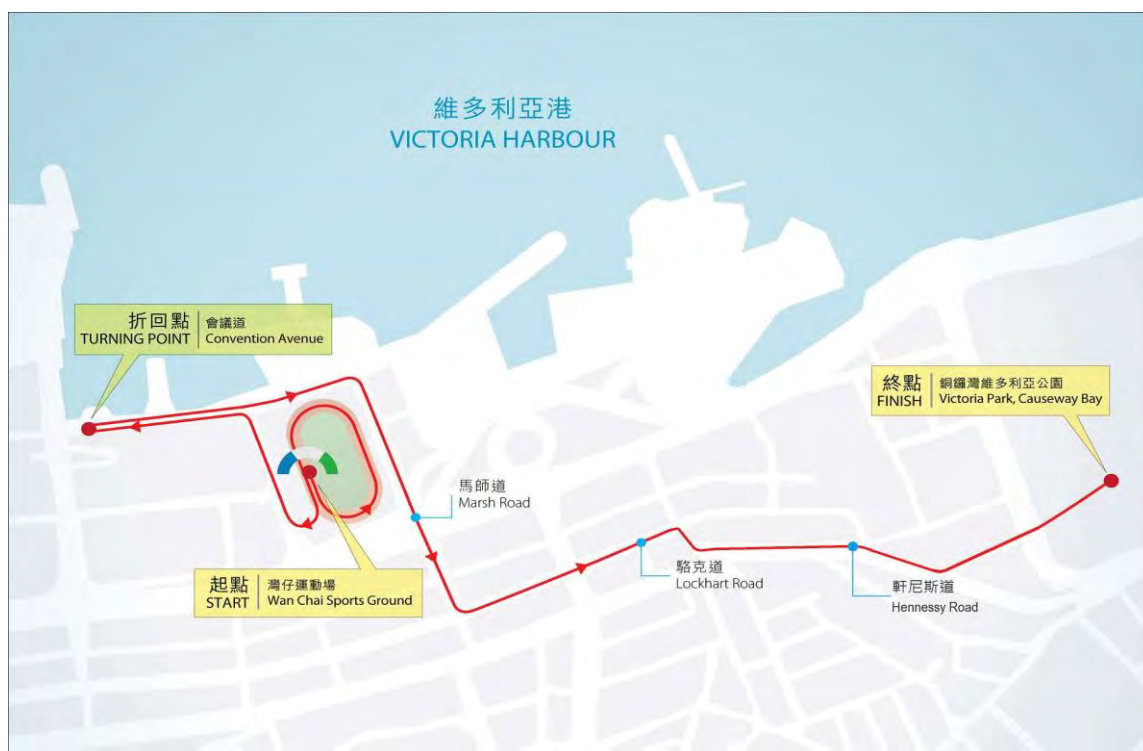 維多利亞港
VICTORIA HARBOUR
折回點
TURNING POINT
會議道
Convention Avenue
終點
FINISH
銅鑼灣維多利亞公園
Victoria Park, Causeway Bay
馬師道
Marsh Road
駱克道
Lockhart Road
軒尼斯道
Hennessy Road
起點
START
灣仔運動場
Wan Chai Sports Ground